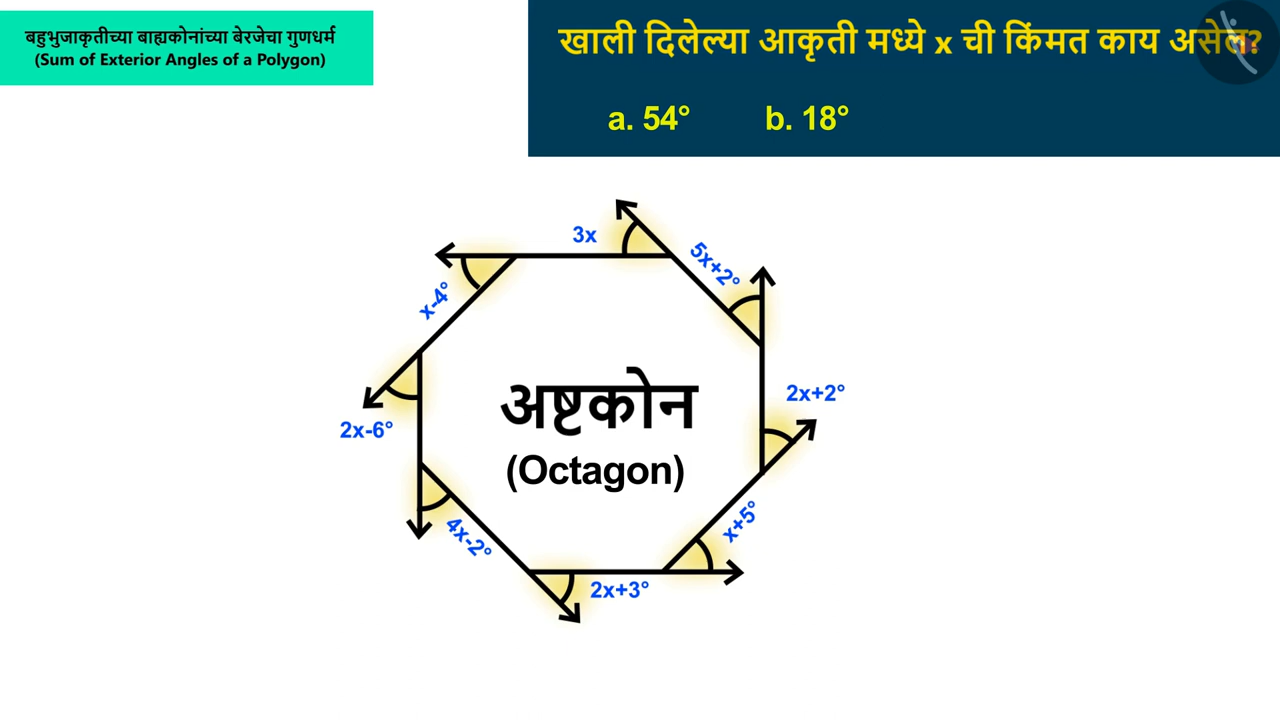 बहुभुजाकृतीच्या बाह्यकोनांच्या बेरजेचा गुणधर्म
(Sum of Exterior Angles of a Polygon)
खाली दिलेल्या आकृती मध्ये x ची किंमत काय असेल?
a. 54° b. 18°
3x
5x+2°
x-4°
2x+2°
2x-6°
अष्टकोन
(Octagon)
x+5°
4x-2°
2x+3°